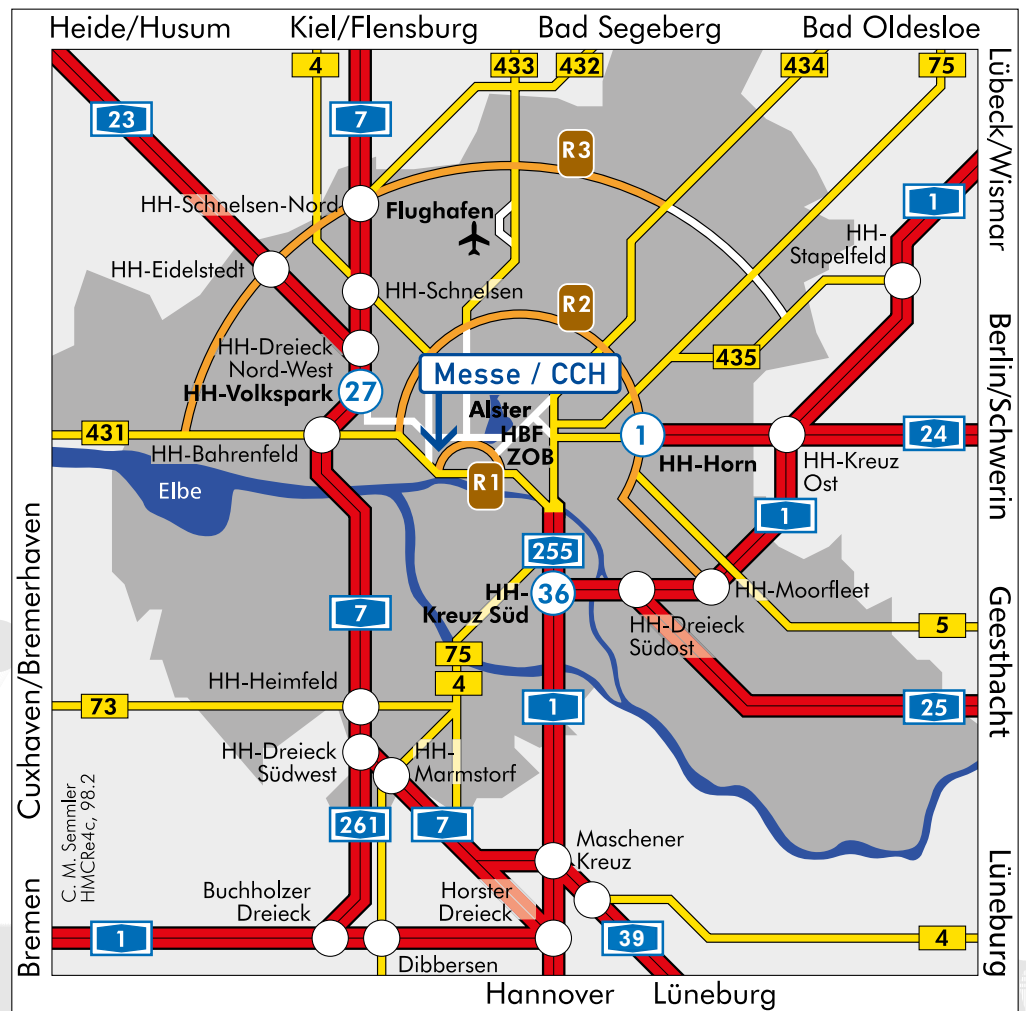 Heide/Husum
Kiel/Flensburg
Bad Segeberg
Bad Oldesloe
4
433
432
434
75
23
7
R3
1
Lübeck/Wismar
HH-Schnelsen-Nord
Flughafen
HH-
Stapelfeld
HH-Eidelstedt
HH-Schnelsen
R2
HH-Dreieck
Nord-West
435
HH-Volkspark
27
Messe / CCH
Alster
HBF
ZOB
431
HH-Bahrenfeld
1
24
HH-Horn
HH-Kreuz
Ost
Berlin/Schwerin
Elbe
R1
1
255
HH-
Kreuz Süd
36
HH-Moorfleet
7
HH-Dreieck
Südost
5
Geesthacht
75
4
HH-Heimfeld
73
1
25
Cuxhaven/Bremerhaven
HH-Dreieck
Südwest
HH-
Marmstorf
261
7
C. M. Semmler
HMCRe4c, 98.2
Maschener
Kreuz
Buchholzer
Dreieck
Horster
Dreieck
Lüneburg
Bremen
1
39
4
Dibbersen
Hannover
Lüneburg